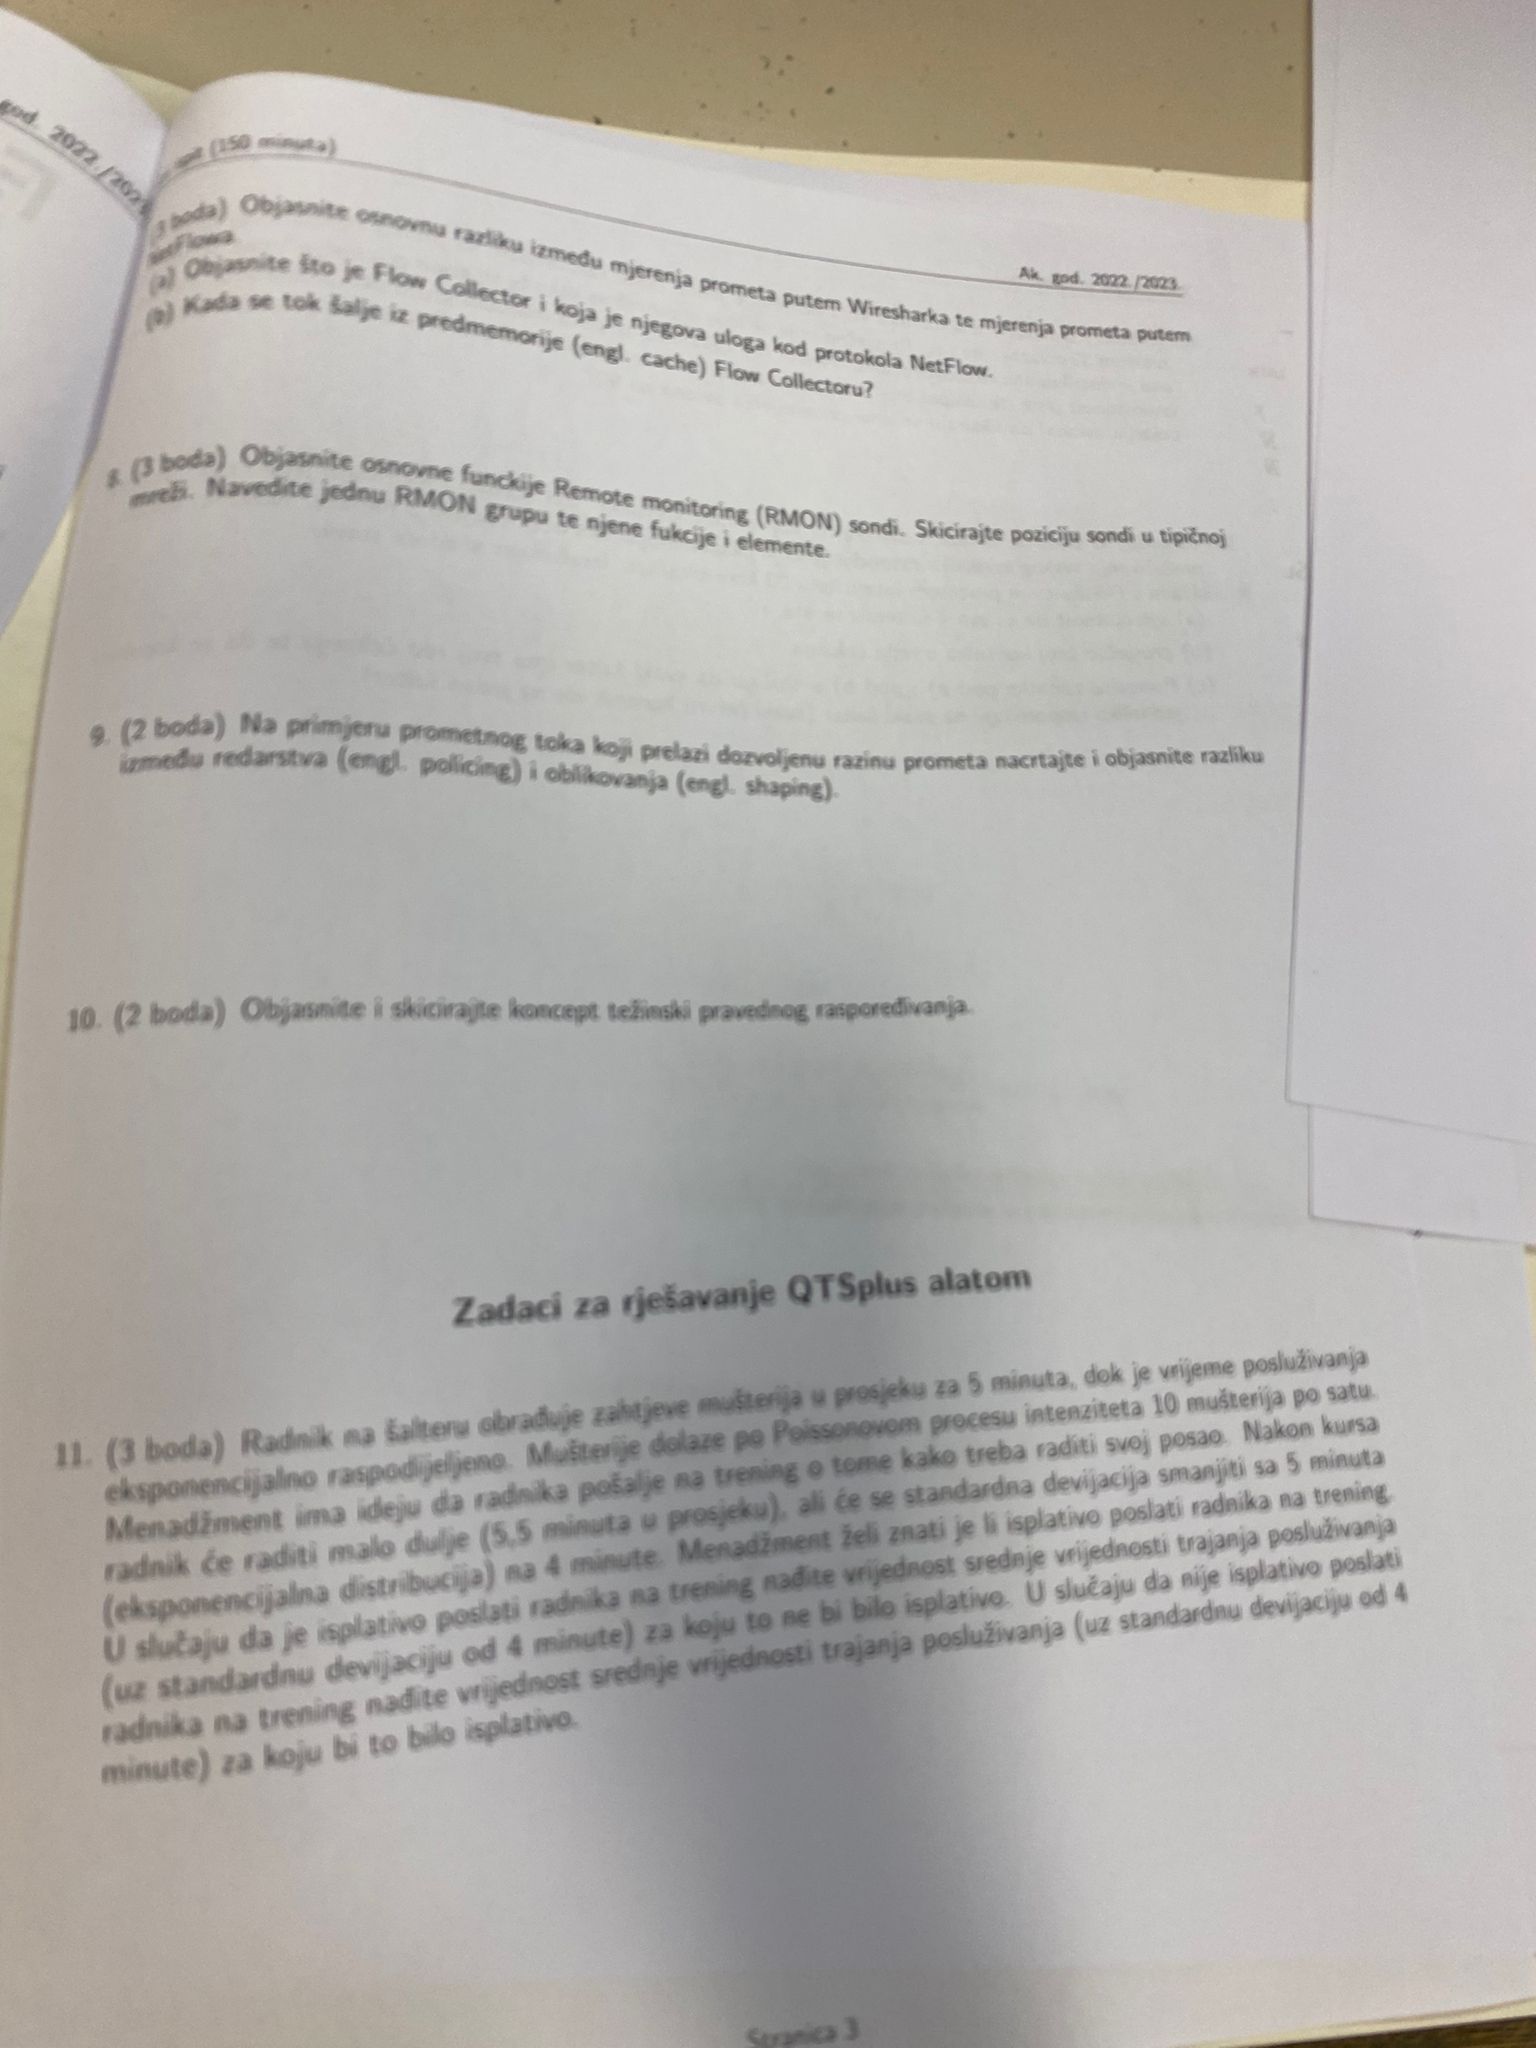 god. 2022./202
(150 minuta)
Ak. god. 2022./2023.
boda) Objasnite osnovnu razliku između mjerenja prometa putem Wiresharka te mjerenja prometa putem
NetFlowa.
(a) Objasnite što je Flow Collector i koja je njegova uloga kod protokola NetFlow.
(b) Kada se tok šalje iz predmemorije (engl. cache) Flow Collectoru?
8. (3 boda) Objasnite osnovne funckije Remote monitoring (RMON) sondi. Skicirajte poziciju sondi u tipičnoj
mreži. Navedite jednu RMON grupu te njene fukcije i elemente.
9. (2 boda) Na primjeru prometnog toka koji prelazi dozvoljenu razinu prometa nacrtajte i objasnite razliku
između redarstva (engl. policing) i oblikovanja (engl. shaping).
10. (2 boda) Objasnite i skicirajte koncept težinski pravednog raspoređivanja.
Zadaci za rješavanje QTSplus alatom
11. (3 boda) Radnik na šalteru obrađuje zahtjeve mušterija u prosjeku za 5 minuta, dok je vrijeme posluživanja
eksponencijalno raspodijeljeno. Mušterije dolaze po Poissonovom procesu intenziteta 10 mušterija po satu.
Menadžment ima ideju da radnika pošalje na trening o tome kako treba raditi svoj posao. Nakon kursa
radnik će raditi malo dulje (5,5 minuta u prosjeku), ali će se standardna devijacija smanjiti sa 5 minuta
(eksponencijalna distribucija) na 4 minute. Menadžment želi znati je li isplativo poslati radnika na trening.
U slučaju da je isplativo poslati radnika na trening nađite vrijednost srednje vrijednosti trajanja posluživanja
(uz standardnu devijaciju od 4 minute) za koju to ne bi bilo isplativo. U slučaju da nije isplativo poslati
radnika na trening nađite vrijednost srednje vrijednosti trajanja posluživanja (uz standardnu devijaciju od 4
minute) za koju bi to bilo isplativo.
Stranica 3